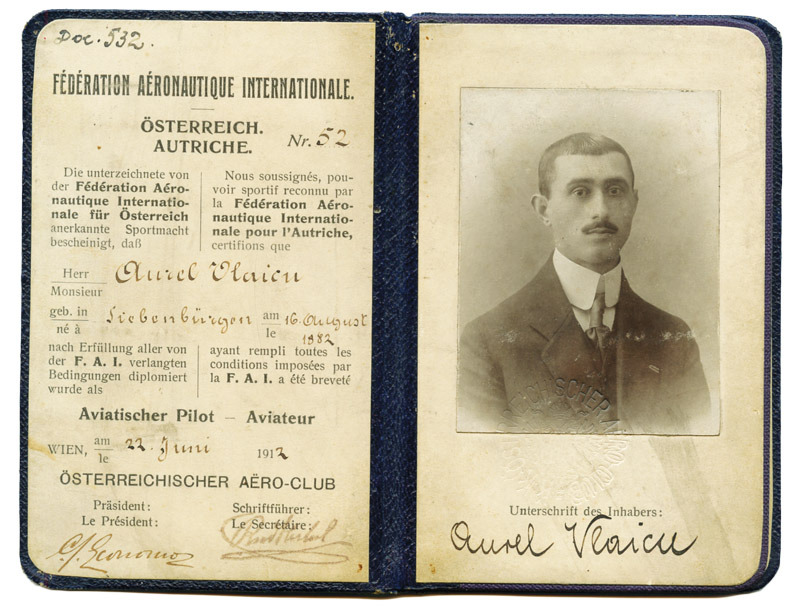 Doc. 532.
FÉDÉRATION AÉRONAUTIQUE INTERNATIONALE.
ÖSTERREICH.
AUTRICHE.
Nr. 52
Die unterzeichnete von
der Fédération Aéro-
nautique Internatio-
nale für Österreich
anerkannte Sportmacht
bescheinigt, daß
Nous soussignés, pou-
voir sportif reconnu par
la Fédération Aéro-
nautique Internatio-
nale pour l'Autriche,
certifions que
Herr
Monsieur
Aurel Vlaicu
geb. in
né à
Siebenbürgen
am
le
16. August
1882
nach Erfüllung aller von
der F. A. I. verlangten
Bedingungen diplomiert
wurde als
ayant rempli toutes les
conditions imposées par
la F. A. I. a été breveté
Aviatischer Pilot – Aviateur
WIEN, am
le
22. Juni 1912
ÖSTERREICHISCHER AËRO-CLUB
Präsident:
Le Président:
Schriftführer:
Le Secrétaire:
Unterschrift des Inhabers:
Aurel Vlaicu